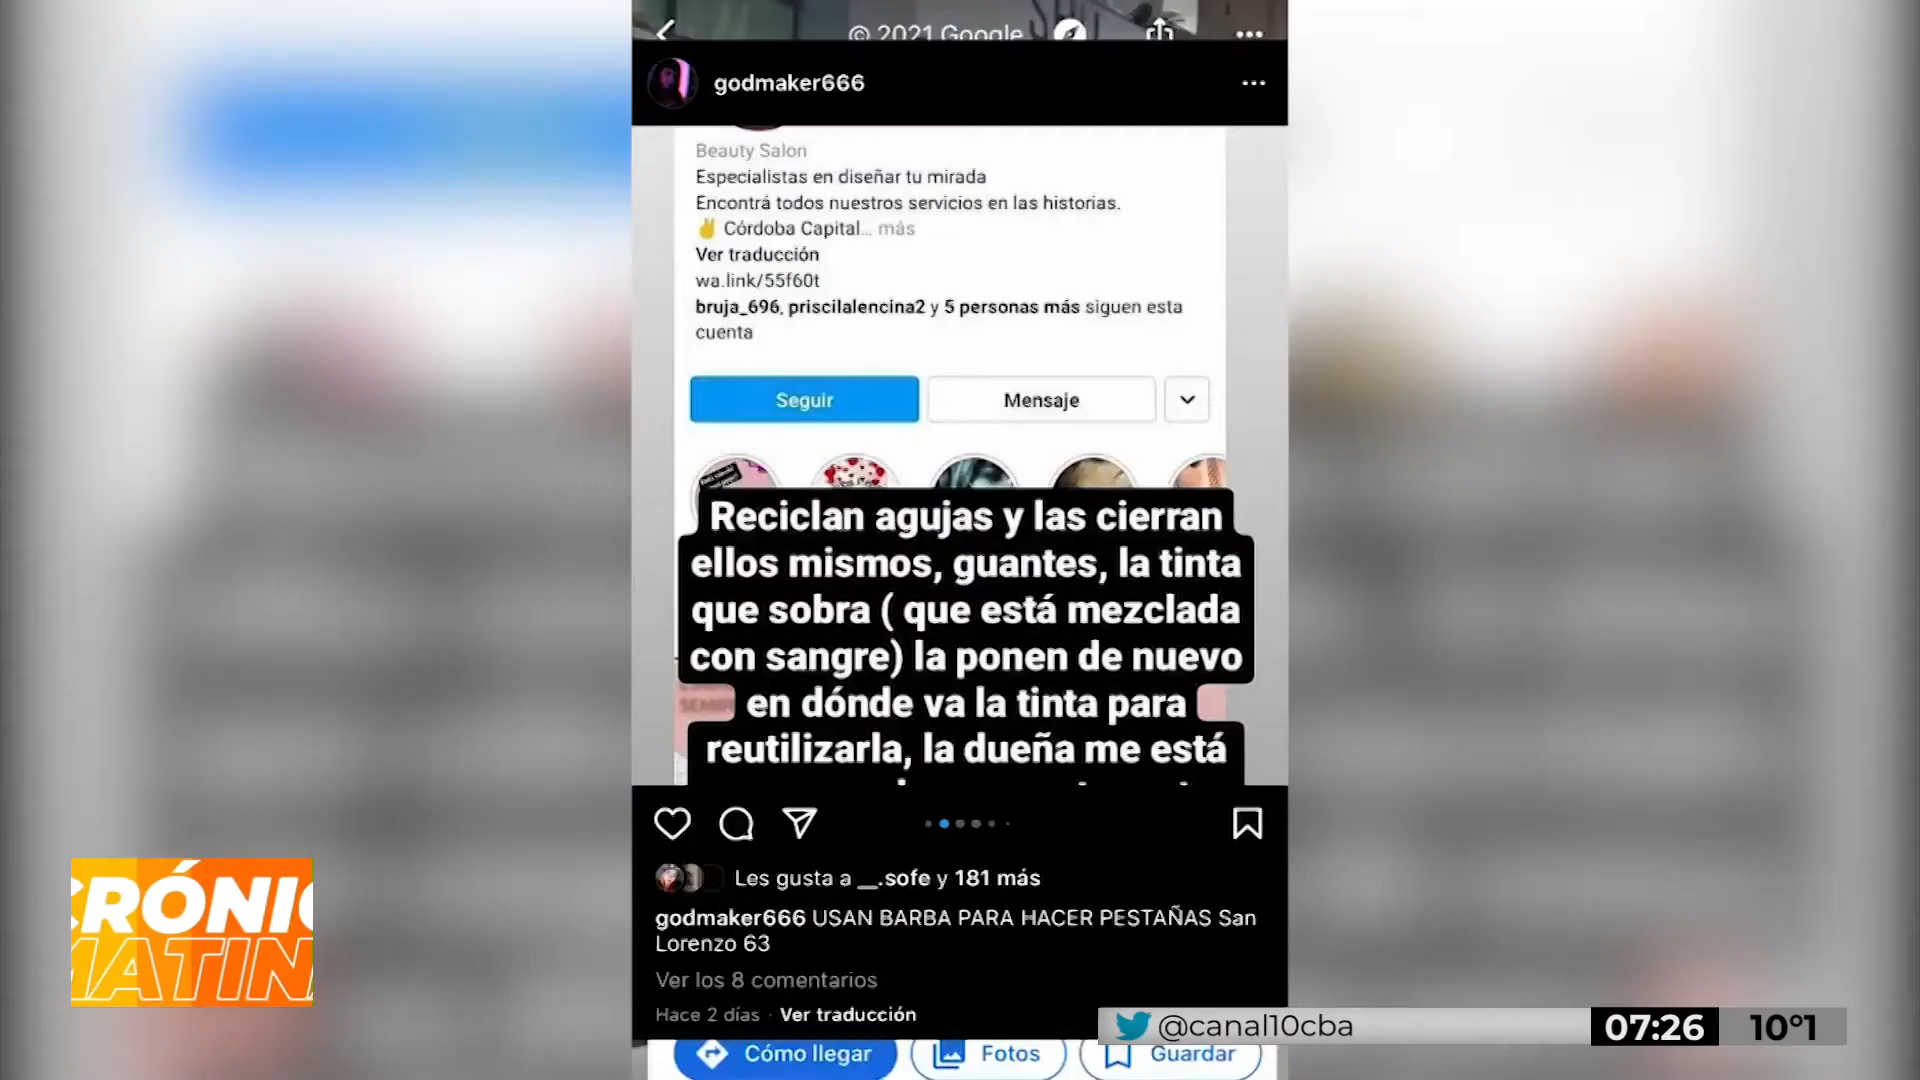 © 2021 Google
godmaker666
Beauty Salon
Especialistas en diseñar tu mirada
Encontrá todos nuestros servicios en las historias.
✌ Córdoba Capital... más
Ver traducción
wa.link/55f60t
bruja_696, priscilalencina2 y 5 personas más siguen esta
cuenta
Seguir
Mensaje
Reciclan agujas y las cierran
ellos mismos, guantes, la tinta
que sobra ( que está mezclada
con sangre) la ponen de nuevo
en dónde va la tinta para
reutilizarla, la dueña me está
Les gusta a __.sofe y 181 más
godmaker666 USAN BARBA PARA HACER PESTAÑAS San
Lorenzo 63
Ver los 8 comentarios
Hace 2 días · Ver traducción
Cómo llegar
Fotos
Guardar
CRÓNIC
MATIN
@canal10cba
07:26
10°1